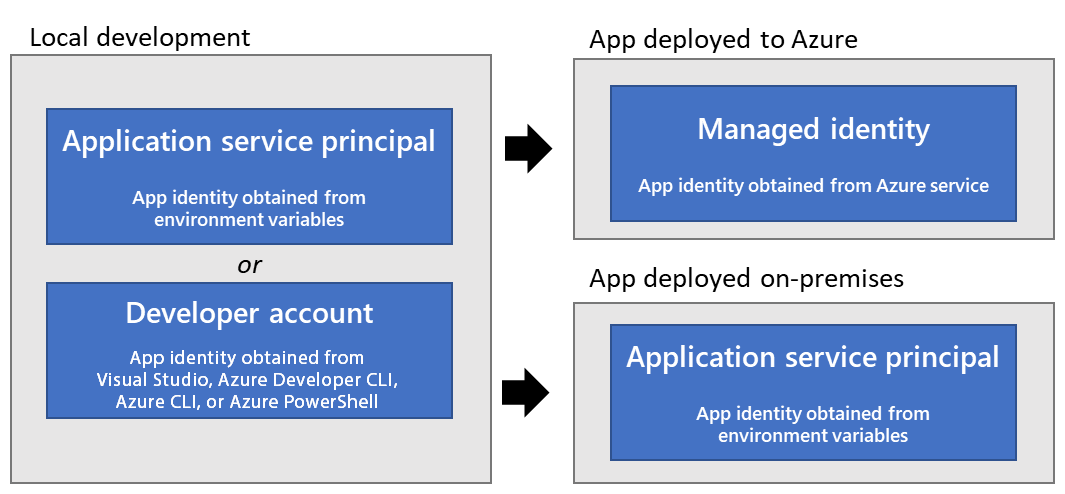 Local development
Application service principal
App identity obtained from
environment variables
or
Developer account
App identity obtained from
Visual Studio, Azure Developer CLI,
Azure CLI, or Azure PowerShell
App deployed to Azure
Managed identity
App identity obtained from Azure service
App deployed on-premises
Application service principal
App identity obtained from
environment variables